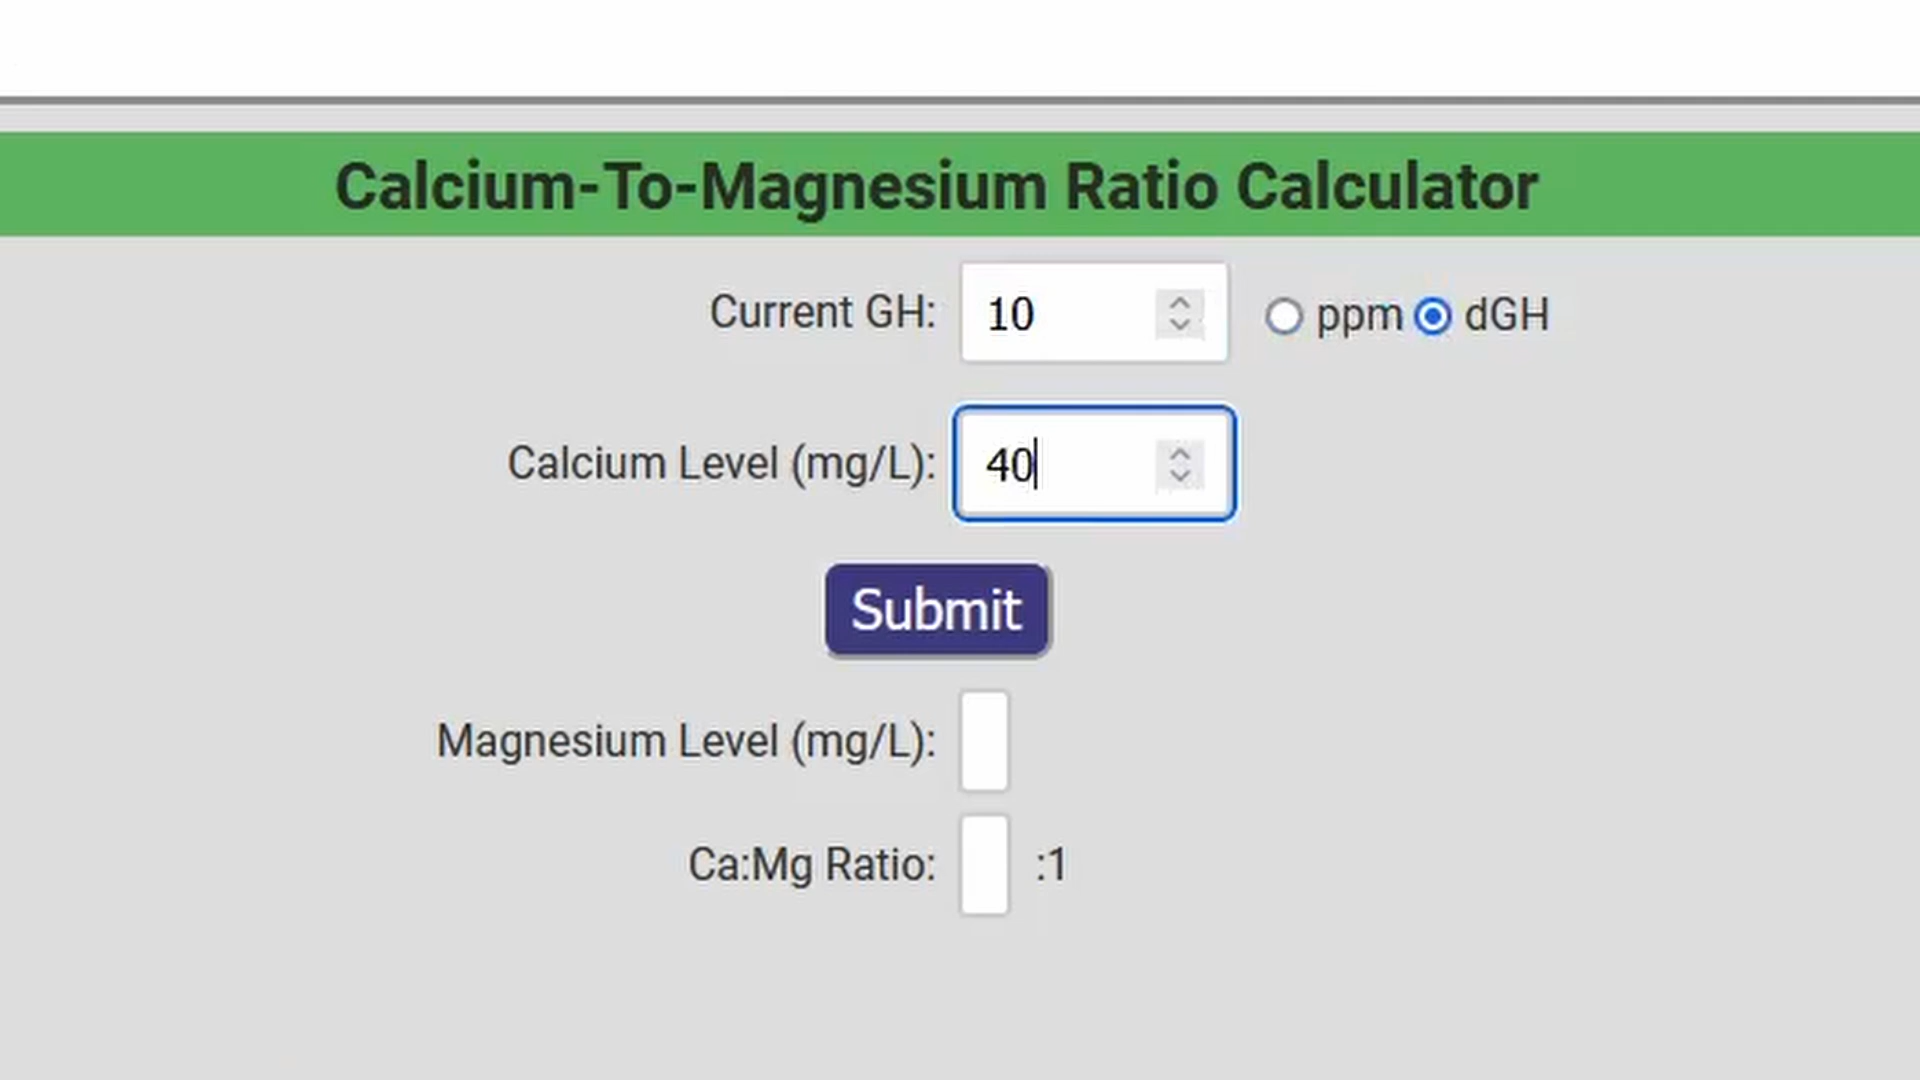 Calcium-To-Magnesium Ratio Calculator
Current GH: 10 ppm dGH
Calcium Level (mg/L): 40
Submit
Magnesium Level (mg/L):
Ca:Mg Ratio: :1